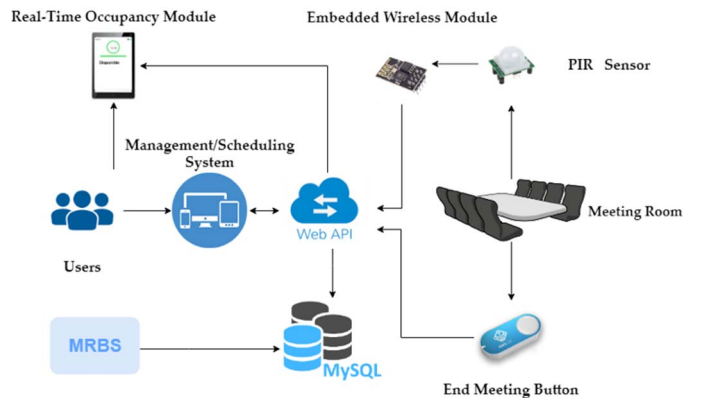 Real-Time Occupancy Module
Embedded Wireless Module
PIR Sensor
Management/Scheduling
System
Web API
Meeting Room
Users
MRBS
MySQL
End Meeting Button